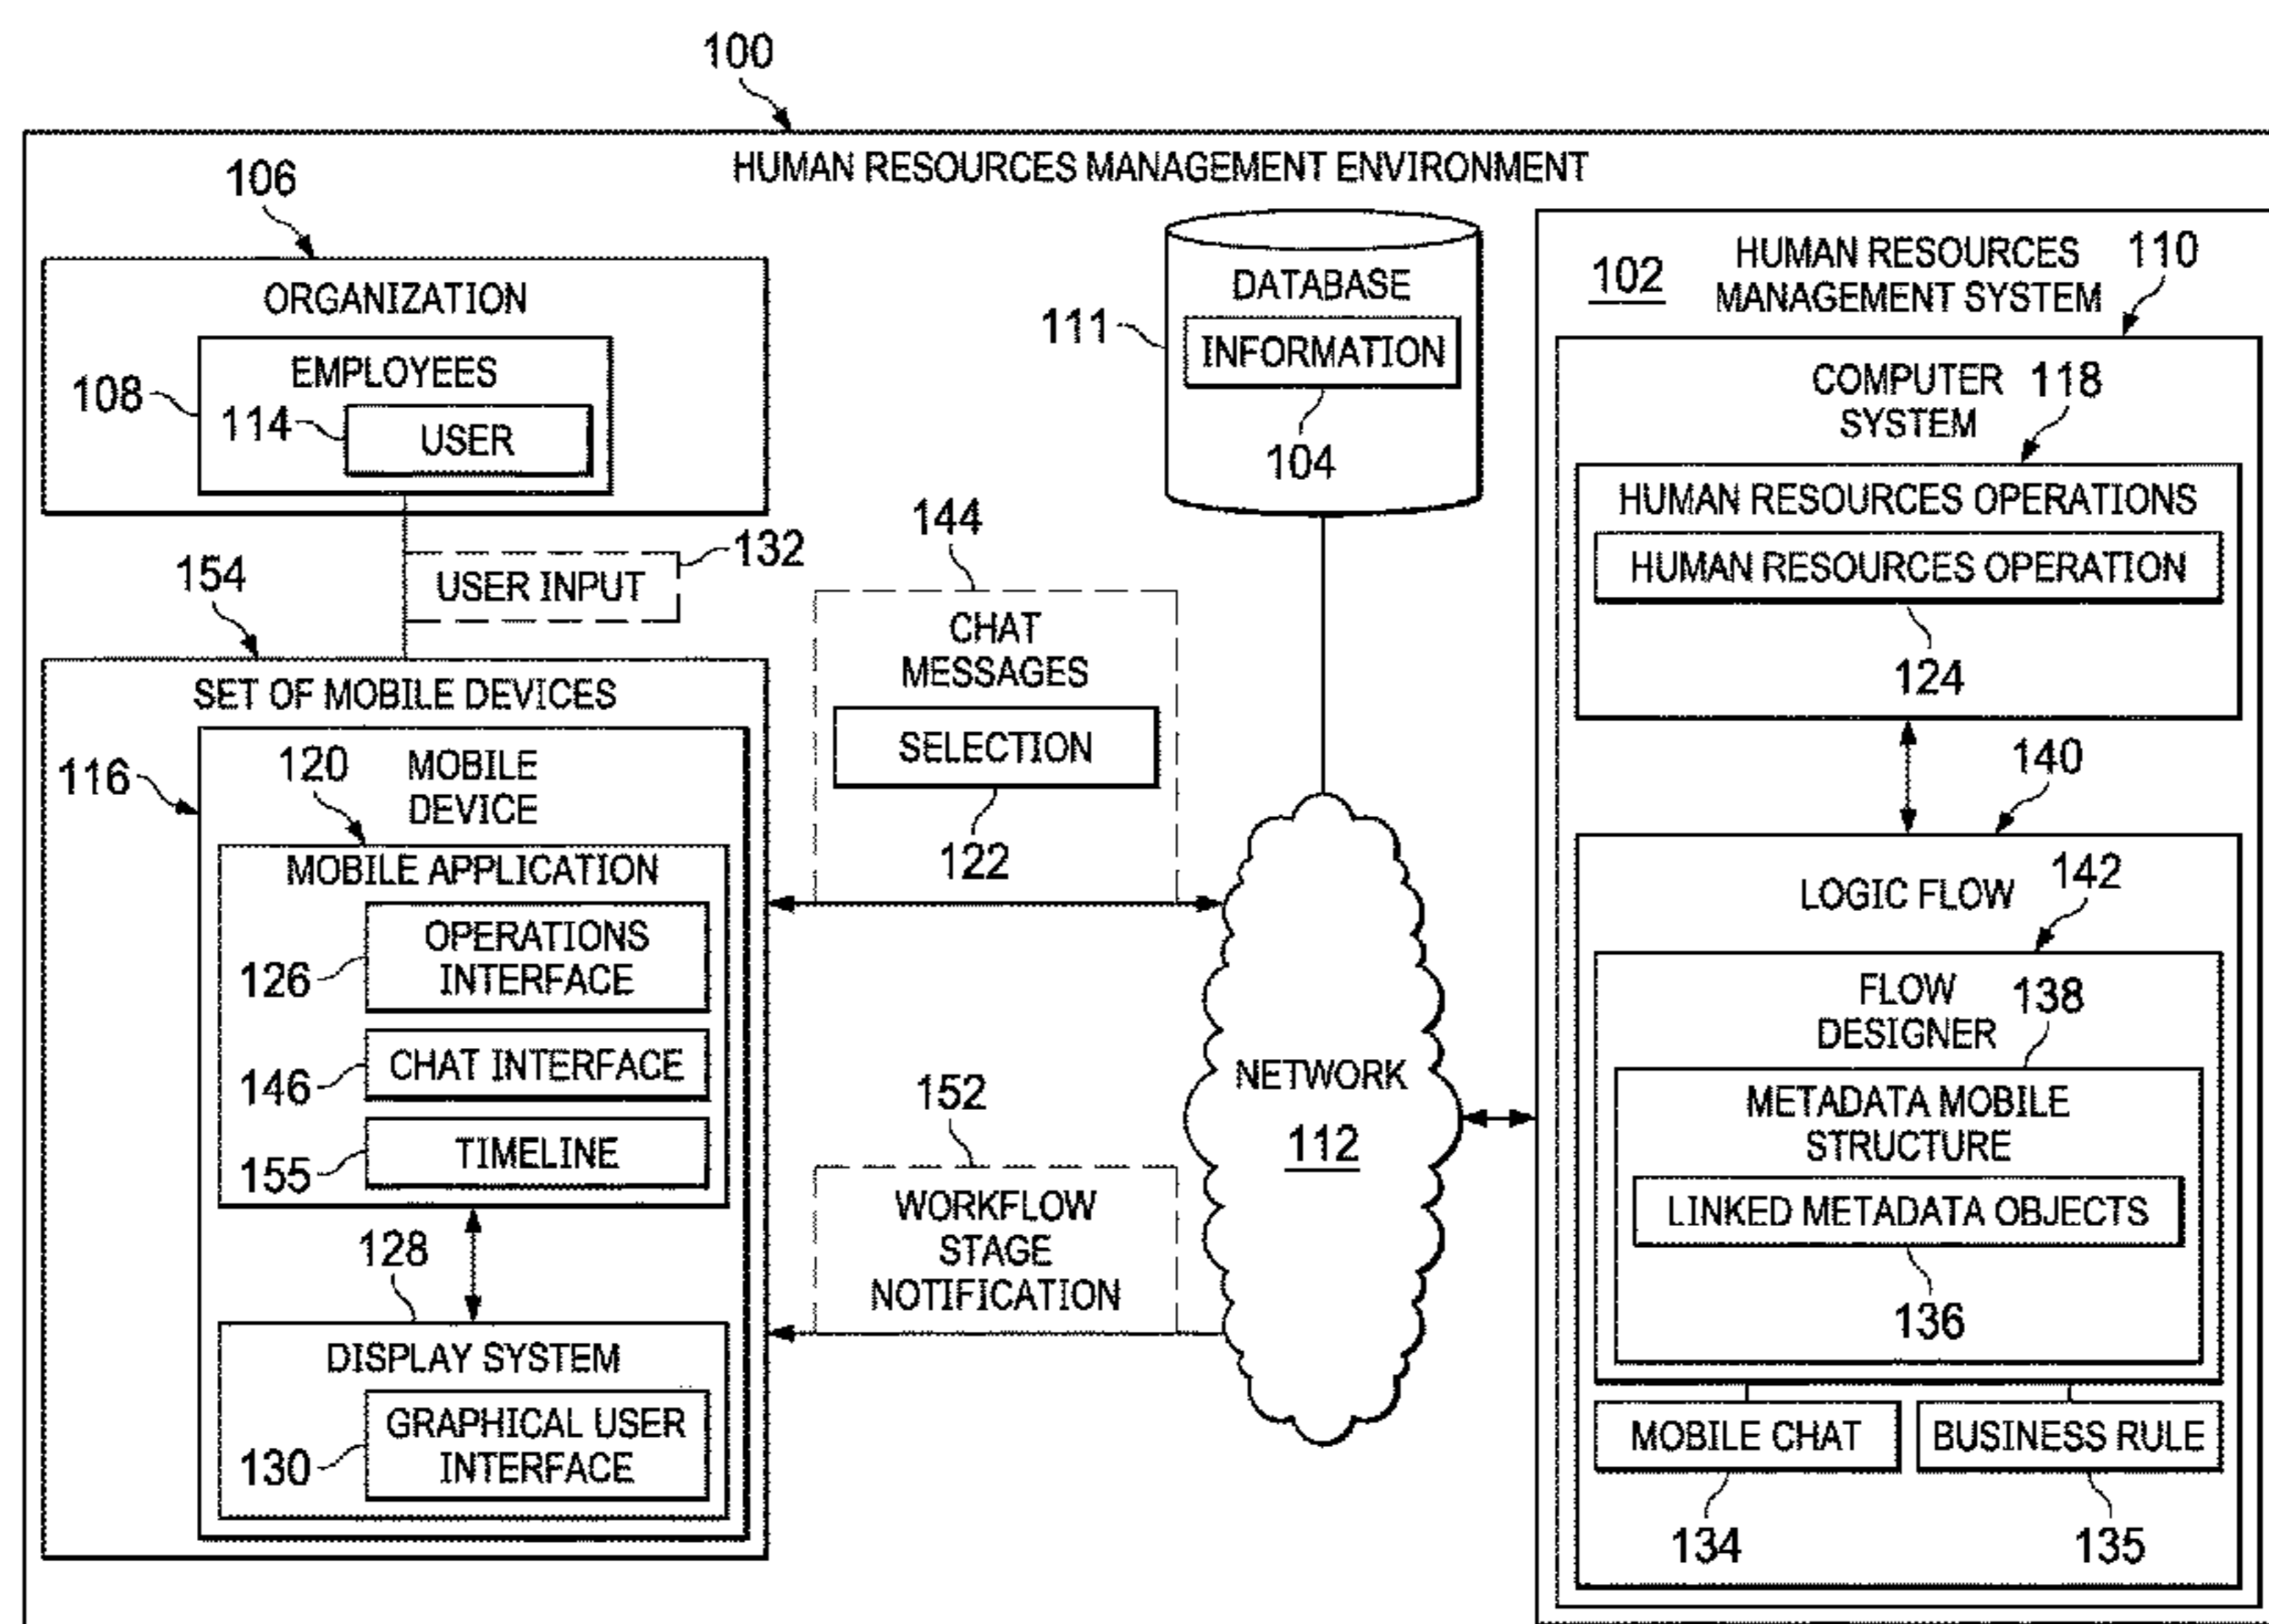 100
HUMAN RESOURCES MANAGEMENT ENVIRONMENT
106
ORGANIZATION
EMPLOYEES
108
114
USER
132
USER INPUT
154
SET OF MOBILE DEVICES
116
MOBILE
DEVICE
120
MOBILE APPLICATION
OPERATIONS
INTERFACE
126
CHAT INTERFACE
146
TIMELINE
155
128
DISPLAY SYSTEM
GRAPHICAL USER
INTERFACE
130
144
CHAT
MESSAGES
SELECTION
122
152
WORKFLOW
STAGE
NOTIFICATION
DATABASE
111
INFORMATION
104
NETWORK
112
102
HUMAN RESOURCES
MANAGEMENT SYSTEM
110
COMPUTER
SYSTEM
118
HUMAN RESOURCES OPERATIONS
HUMAN RESOURCES OPERATION
124
140
LOGIC FLOW
142
FLOW
DESIGNER
138
METADATA MOBILE
STRUCTURE
LINKED METADATA OBJECTS
136
MOBILE CHAT
BUSINESS RULE
134
135